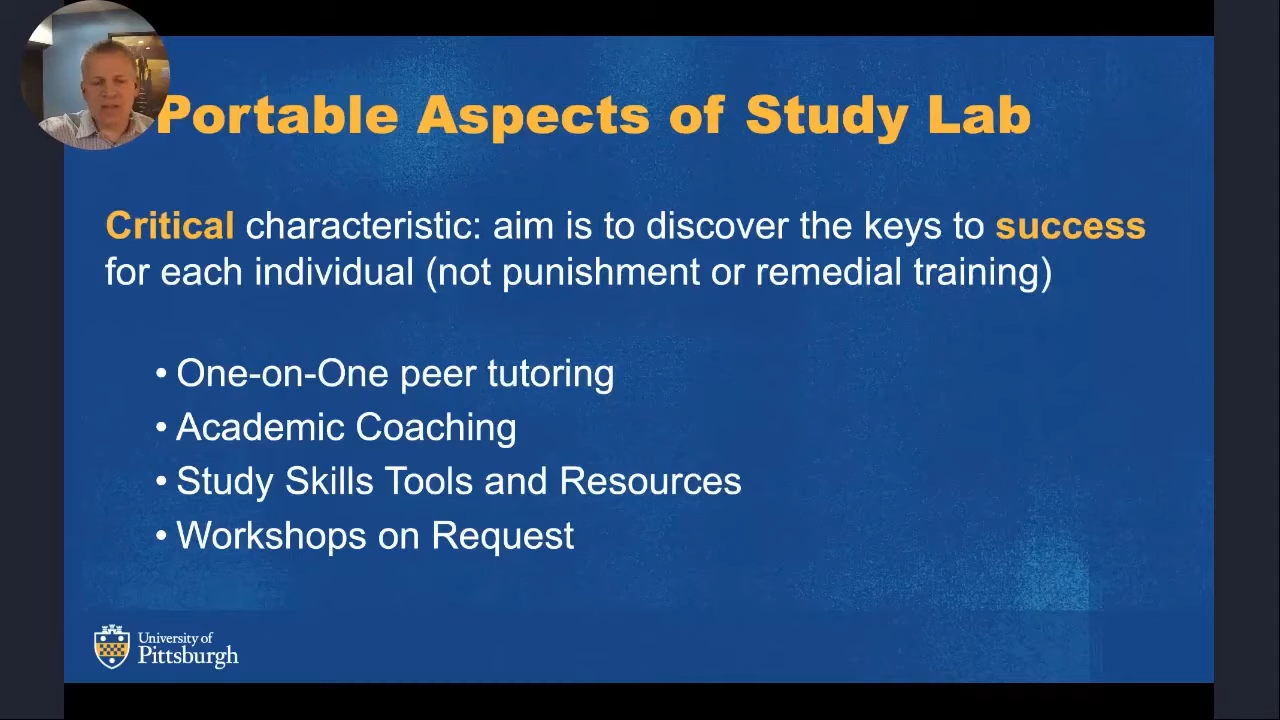 Portable Aspects of Study Lab
Critical characteristic: aim is to discover the keys to success
for each individual (not punishment or remedial training)
• One-on-One peer tutoring
• Academic Coaching
• Study Skills Tools and Resources
• Workshops on Request
University of
Pittsburgh